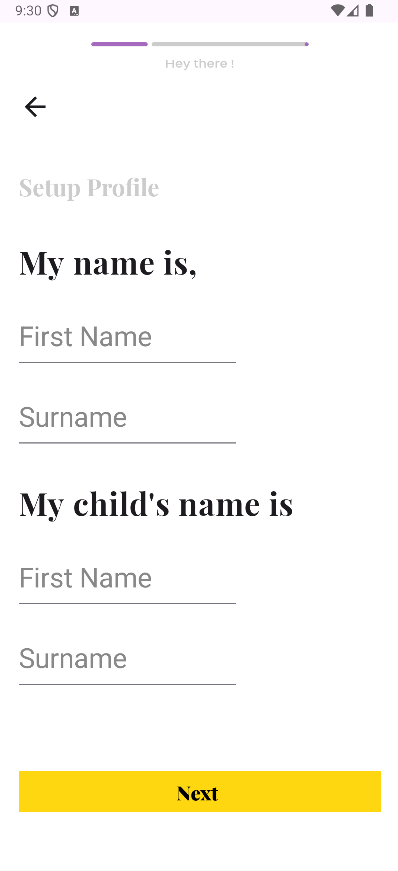 9:30
Hey there !
Setup Profile
My name is,
First Name
Surname
My child's name is
First Name
Surname
Next